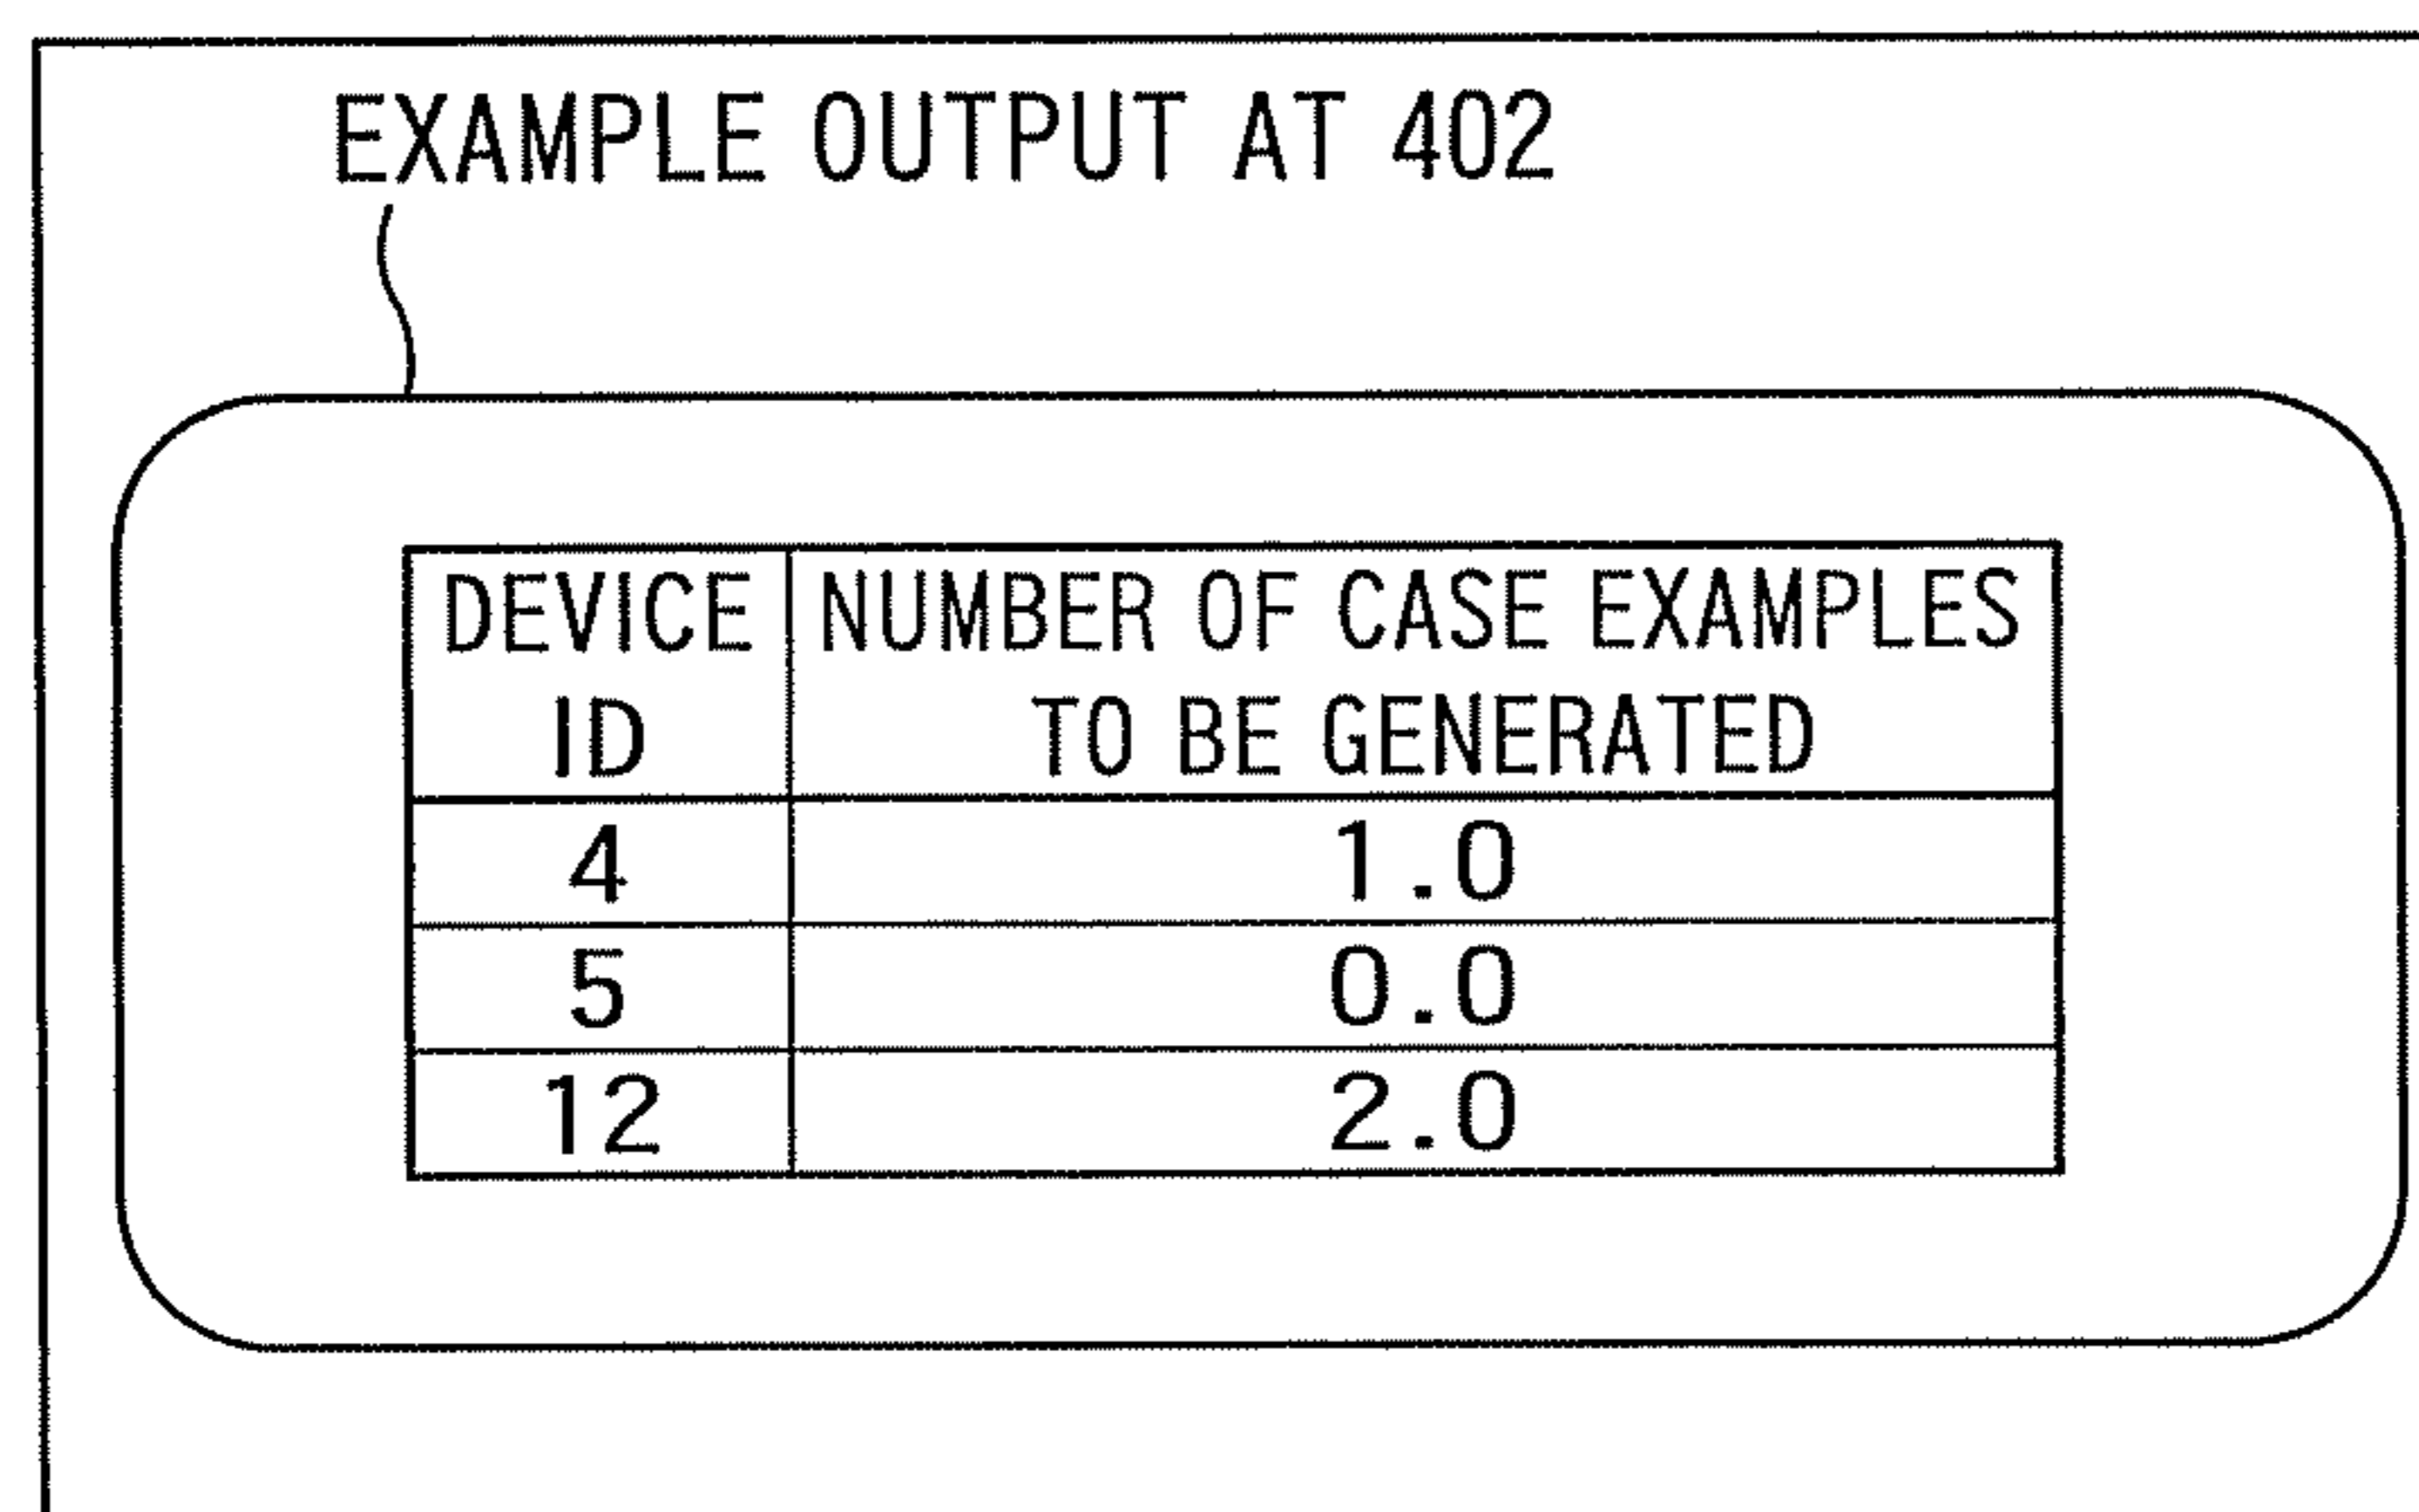 EXAMPLE OUTPUT AT 402
DEVICE ID
NUMBER OF CASE EXAMPLES TO BE GENERATED
4 1.0
5 0.0
12 2.0